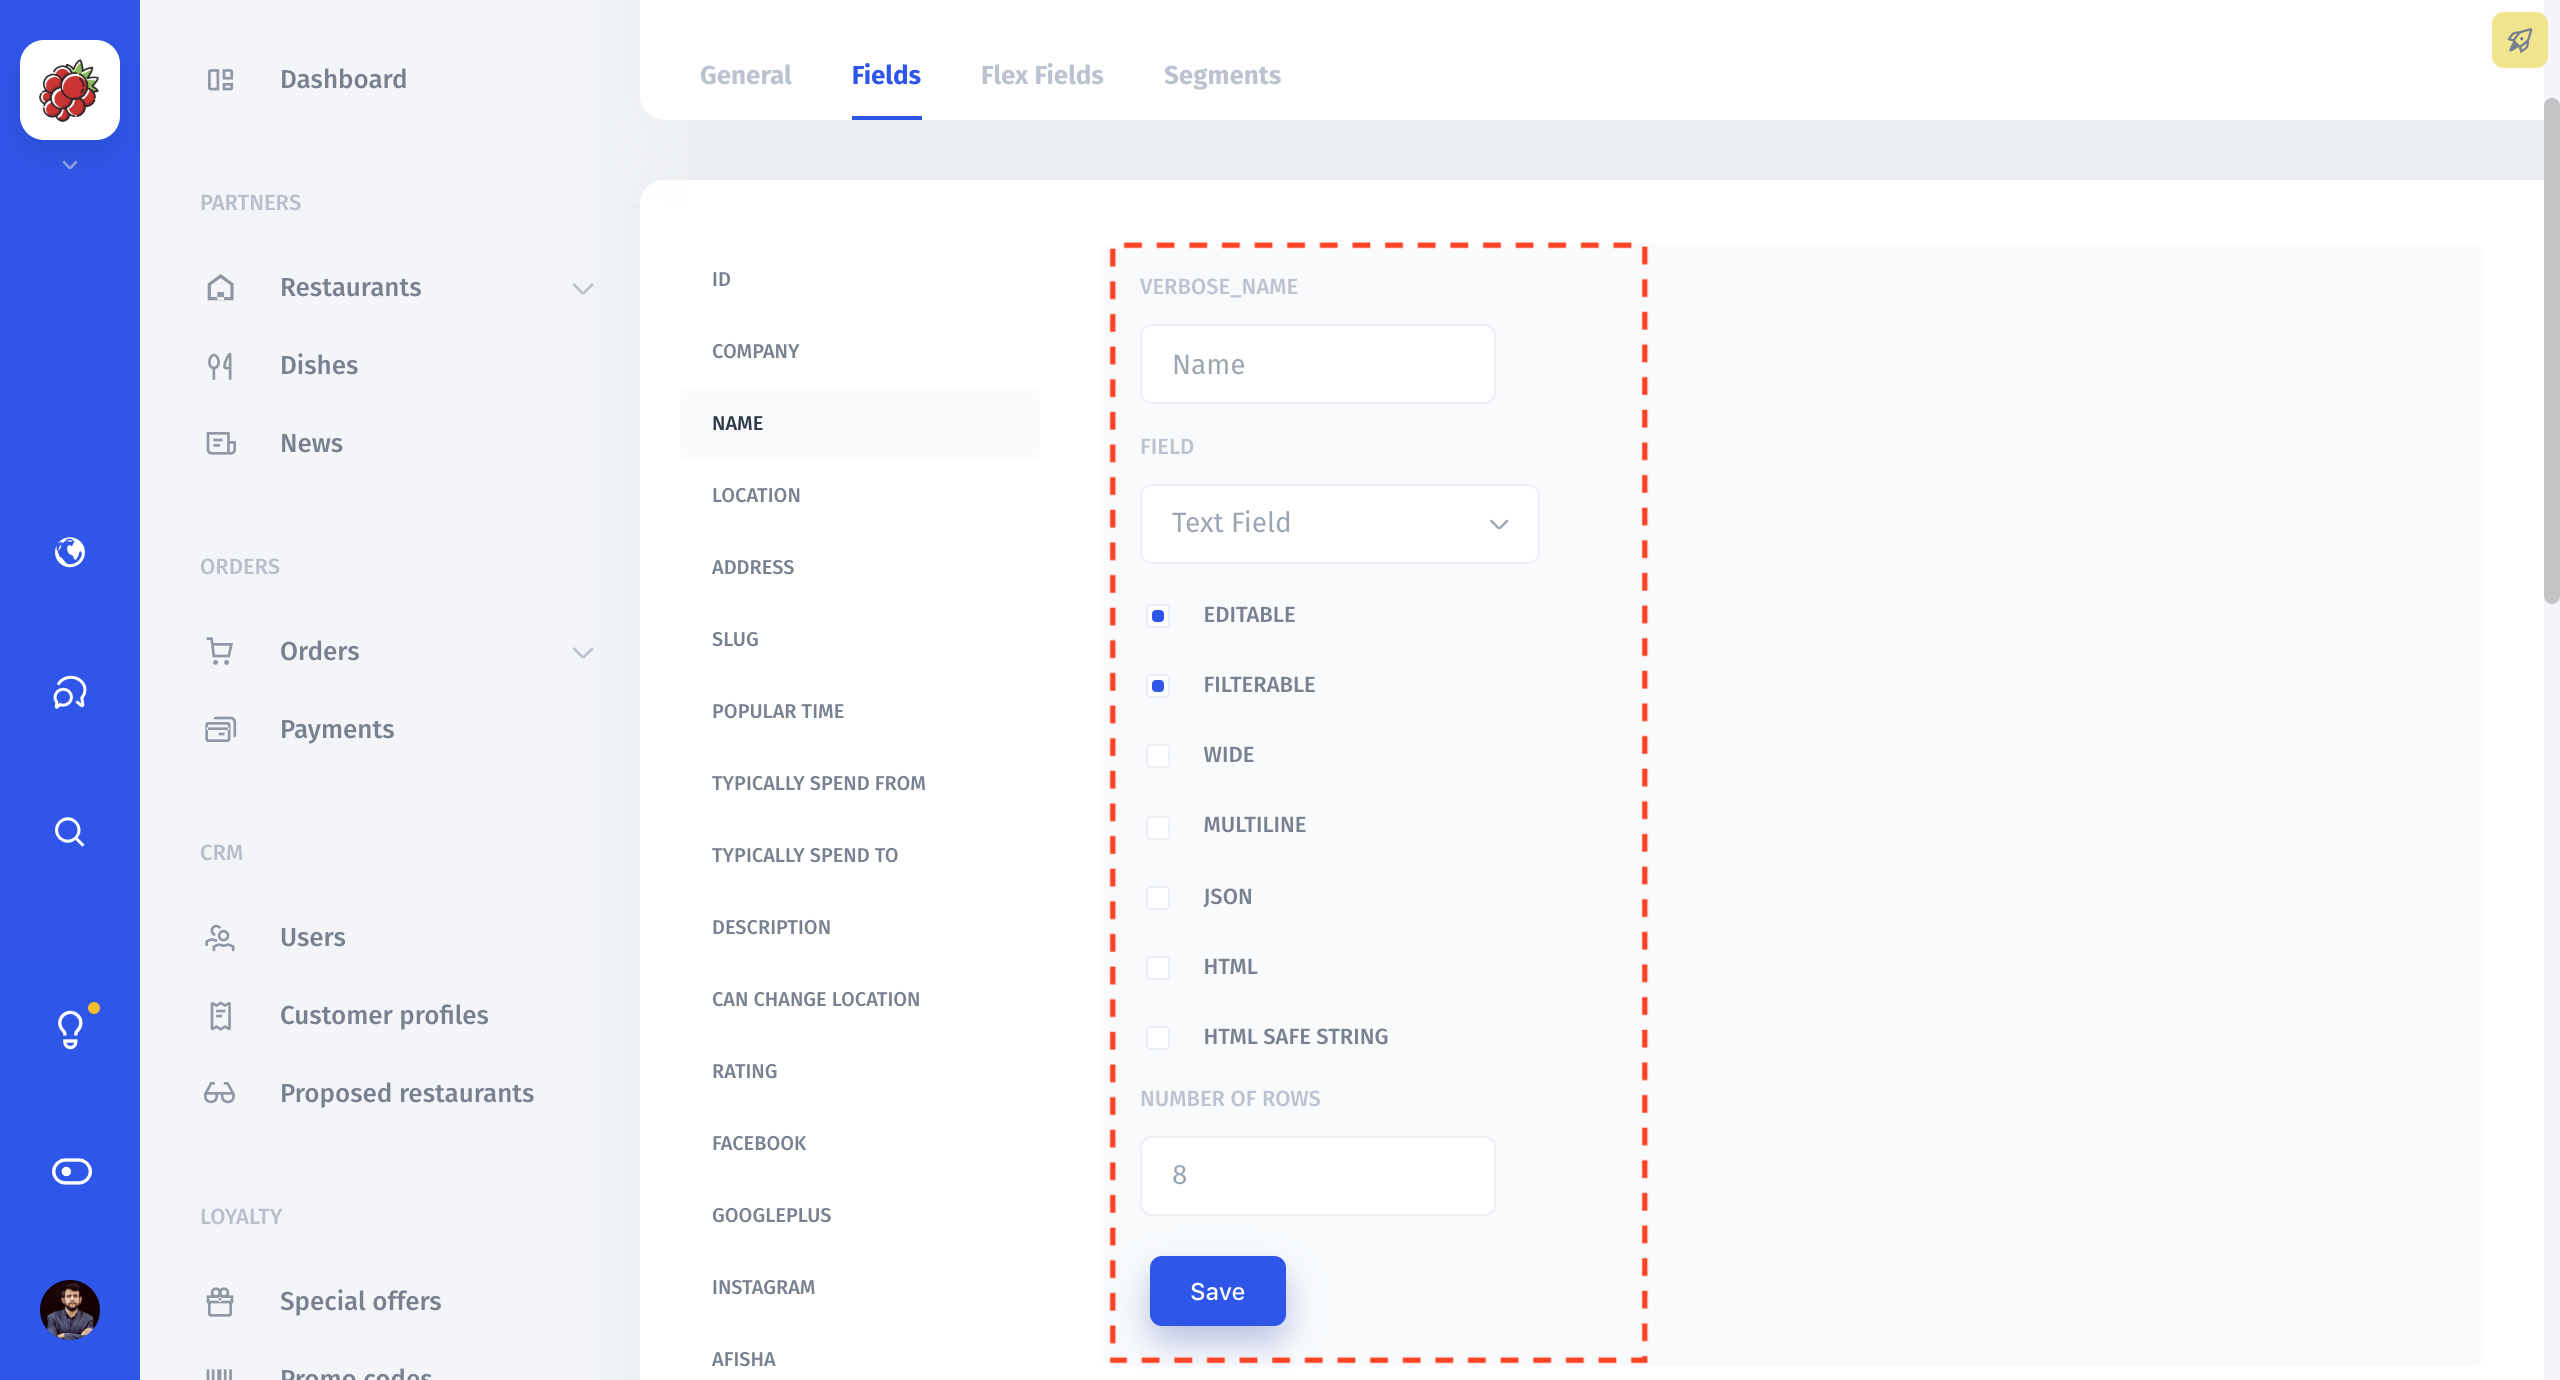 Dashboard
PARTNERS
Restaurants
Dishes
News
ORDERS
Orders
Payments
CRM
Users
Customer profiles
Proposed restaurants
LOYALTY
Special offers
Promo codes
General
Fields
Flex Fields
Segments
ID
COMPANY
NAME
LOCATION
ADDRESS
SLUG
POPULAR TIME
TYPICALLY SPEND FROM
TYPICALLY SPEND TO
DESCRIPTION
CAN CHANGE LOCATION
RATING
FACEBOOK
GOOGLEPLUS
INSTAGRAM
AFISHA
VERBOSE_NAME
Name
FIELD
Text Field
EDITABLE
FILTERABLE
WIDE
MULTILINE
JSON
HTML
HTML SAFE STRING
NUMBER OF ROWS
8
Save